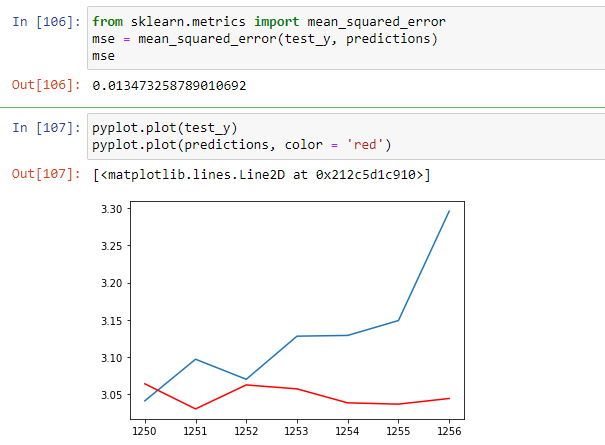 In [106]: from sklearn.metrics import mean_squared_error
mse = mean_squared_error(test_y, predictions)
mse
Out[106]: 0.013473258789010692
In [107]: pyplot.plot(test_y)
pyplot.plot(predictions, color = 'red')
Out[107]: [<matplotlib.lines.Line2D at 0x212c5d1c910>]
3.30
3.25
3.20
3.15
3.10
3.05
1250 1251 1252 1253 1254 1255 1256